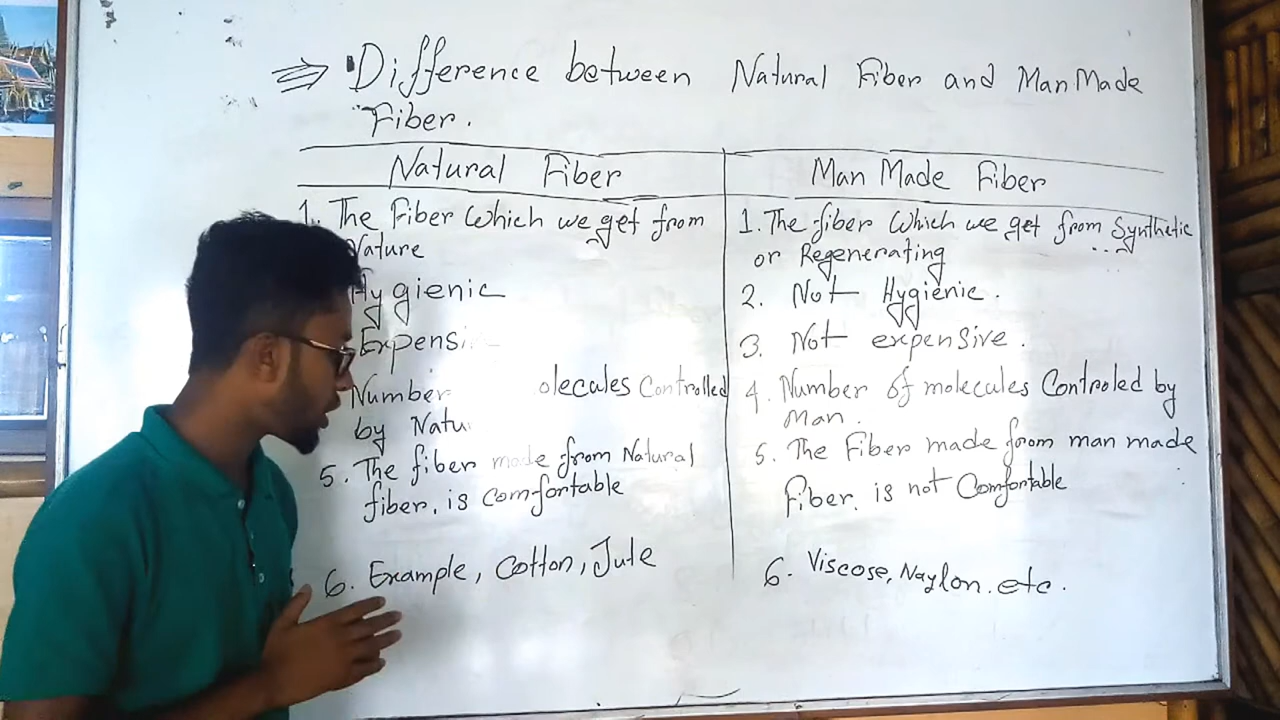 Difference between Natural Fiber and Man Made
Fiber.
Natural Fiber
1. The Fiber which we get from
Nature
Hygienic
Expensi
Number olecules Controlled
by Natu
5. The fiber made from Natural
fiber. is comfortable
6. Example, Cotton, Jute
Man Made Fiber
1. The fiber which we get from Synthetic
or Regenerating
2. Not Hygienic.
3. Not expensive.
4. Number of molecules Controled by
Man.
5. The Fiber made from man made
Fiber. is not Comfortable
6. Viscose, Naylon. etc.